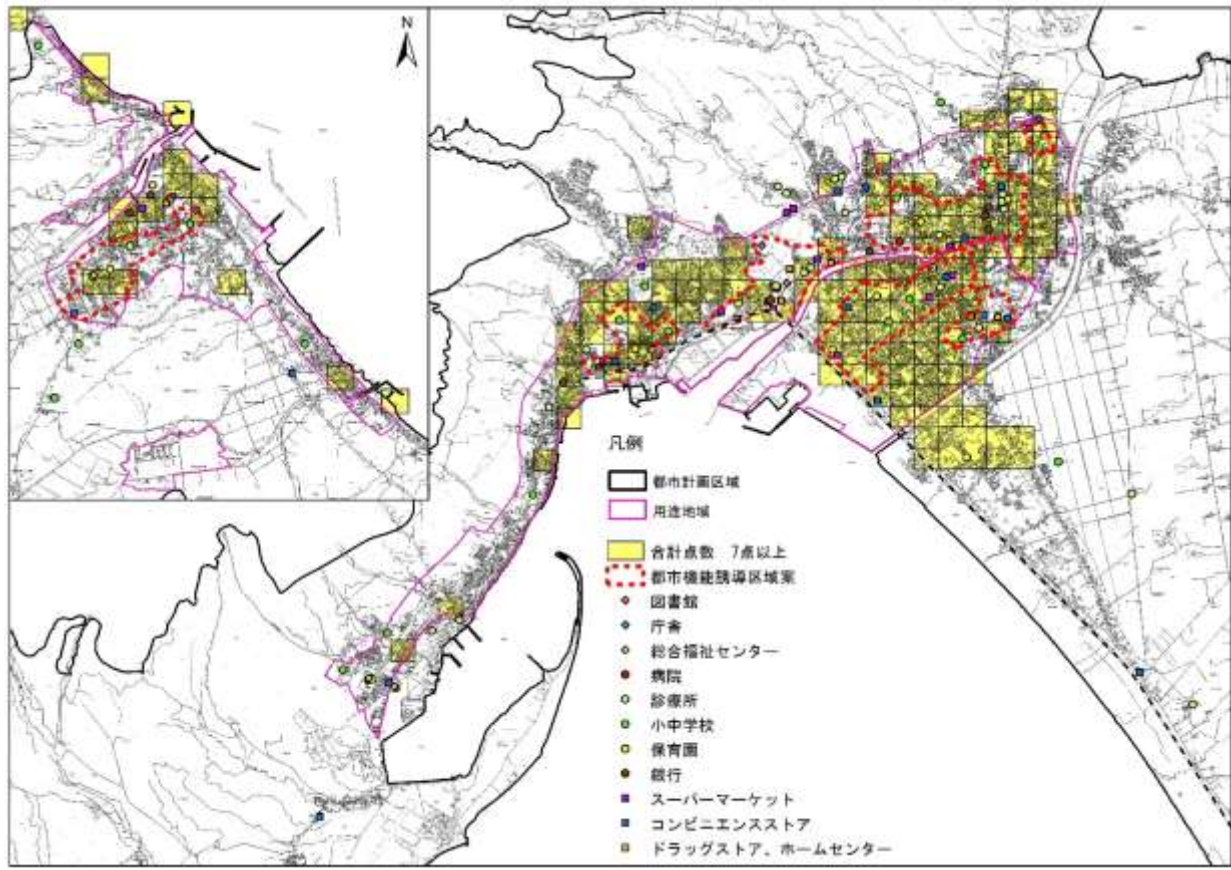 N
凡例
都市計画区域
用途地域
合計点数 7点以上
都市機能誘導区域案
図書館
庁舎
総合福祉センター
病院
診療所
小中学校
保育園
銀行
スーパーマーケット
コンビニエンスストア
ドラッグストア、ホームセンター